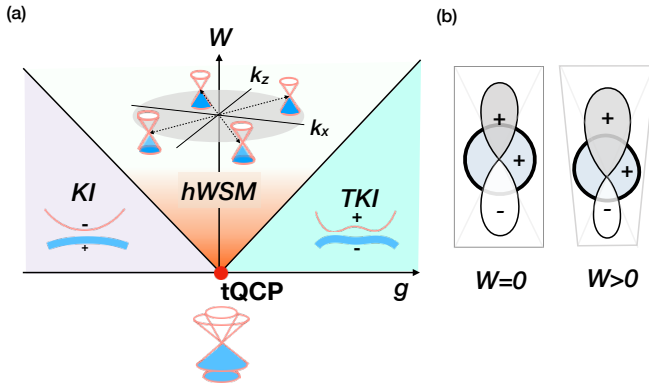 (a)
W
k_z
k_x
KI
-
+
hWSM
TKI
+
-
tQCP
g
(b)
+
+
-
W=0
+
+
-
W>0